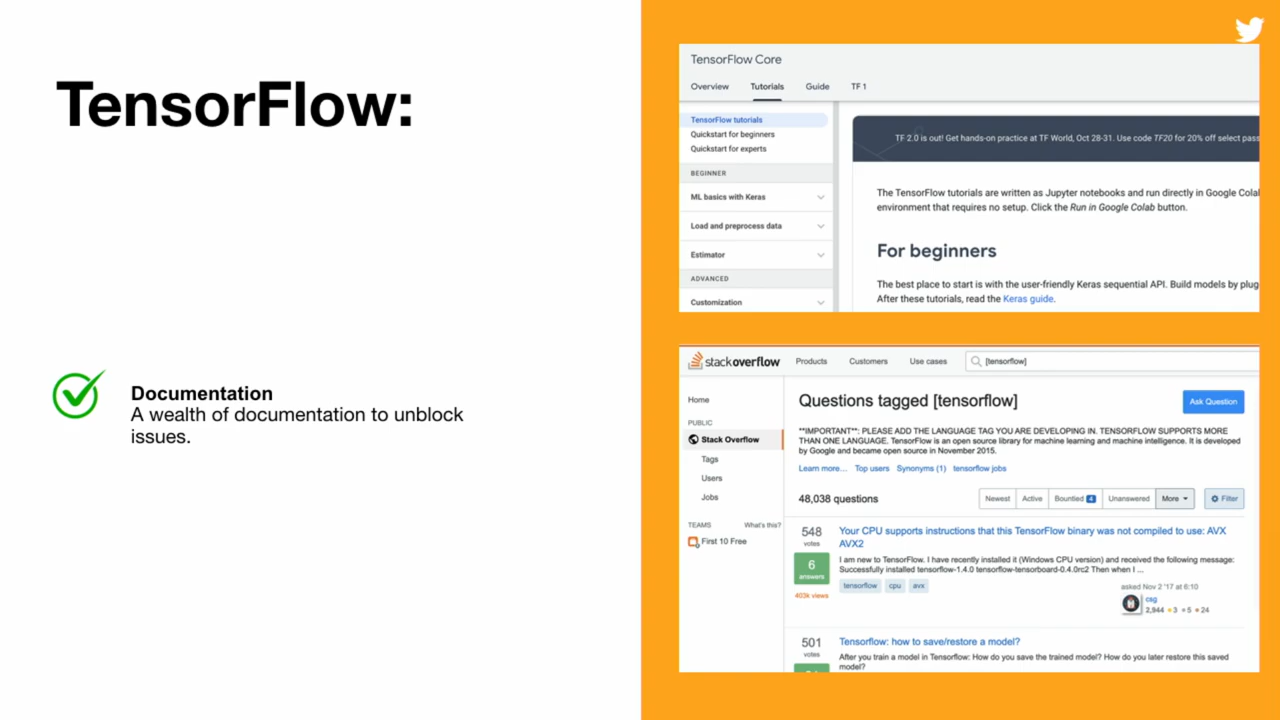 TensorFlow:
Documentation
A wealth of documentation to unblock
issues.
TensorFlow Core
Overview Tutorials Guide TF 1
TensorFlow tutorials
Quickstart for beginners
Quickstart for experts
BEGINNER
ML basics with Keras
Load and preprocess data
Estimator
ADVANCED
Customization
TF 2.0 is out! Get hands-on practice at TF World, Oct 28-31. Use code TF20 for 20% off select pass
The TensorFlow tutorials are written as Jupyter notebooks and run directly in Google Colab
environment that requires no setup. Click the Run in Google Colab button.
For beginners
The best place to start is with the user-friendly Keras sequential API. Build models by plug
After these tutorials, read the Keras guide.
stackoverflow Products Customers Use cases [tensorflow]
Home
PUBLIC
Stack Overflow
Tags
Users
Jobs
TEAMS What's this?
First 10 Free
Questions tagged [tensorflow] Ask Question
**IMPORTANT**: PLEASE ADD THE LANGUAGE TAG YOU ARE DEVELOPING IN. TENSORFLOW SUPPORTS MORE
THAN ONE LANGUAGE. TensorFlow is an open source library for machine learning and machine intelligence. It is developed
by Google and became open source in November 2015.
Learn more... Top users Synonyms (1) tensorflow jobs
48,038 questions Newest Active Bountied 4 Unanswered More Filter
548
votes
6
answers
403k views
Your CPU supports instructions that this TensorFlow binary was not compiled to use: AVX
AVX2
I am new to TensorFlow. I have recently installed it (Windows CPU version) and received the following message:
Successfully installed tensorflow-1.4.0 tensorflow-tensorboard-0.4.0rc2 Then when I ...
tensorflow cpu avx
asked Nov 2 '17 at 6:10
csg
2,944 3 5 24
501
votes
Tensorflow: how to save/restore a model?
After you train a model in Tensorflow: How do you save the trained model? How do you later restore this saved
model?